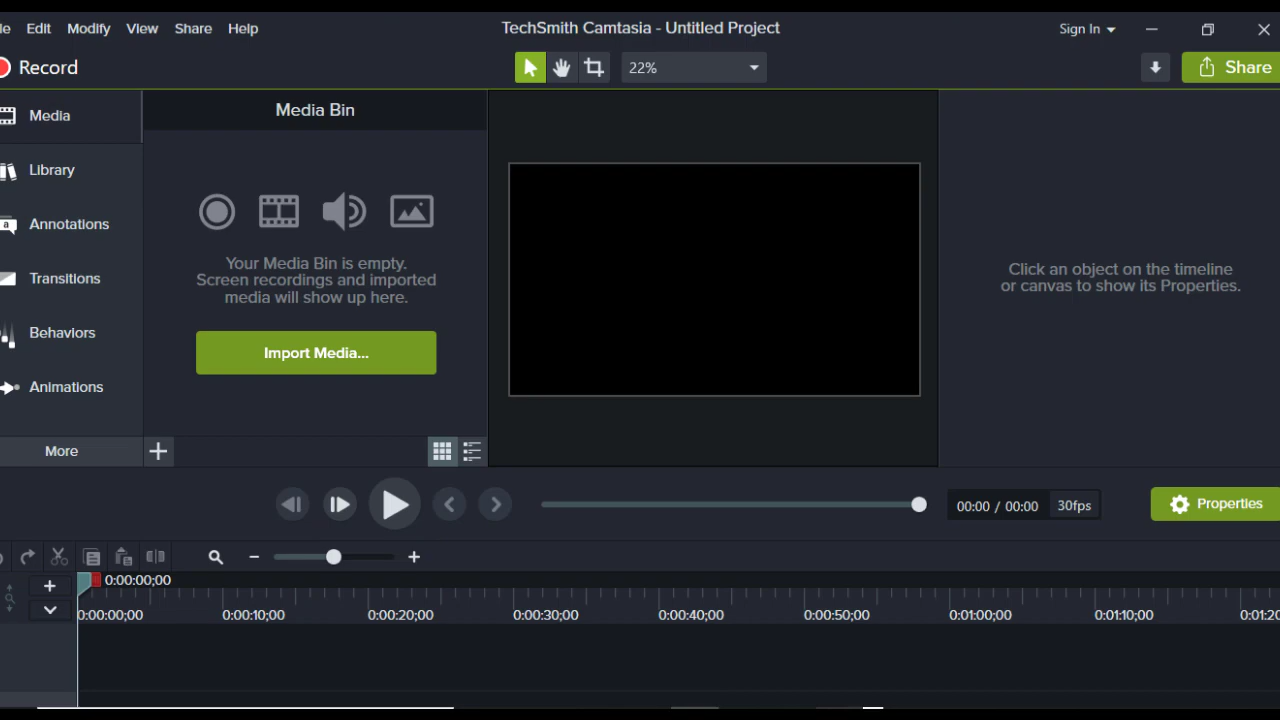 le Edit Modify View Share Help TechSmith Camtasia - Untitled Project Sign In
Record 22% Share
Media Media Bin
Library
Annotations
Transitions
Behaviors
Animations
More
Your Media Bin is empty.
Screen recordings and imported
media will show up here.
Import Media...
Click an object on the timeline
or canvas to show its Properties.
00:00 / 00:00 30fps Properties
0:00:00;00
0:00:00;00 0:00:10;00 0:00:20;00 0:00:30;00 0:00:40;00 0:00:50;00 0:01:00;00 0:01:10;00 0:01:20